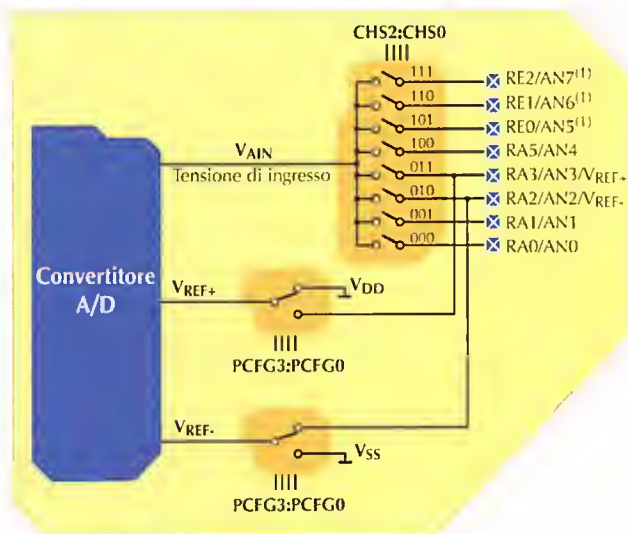 CHS2:CHS0
111 RE2/AN7(1)
110 RE1/AN6(1)
101 RE0/AN5(1)
100 RA5/AN4
011 RA3/AN3/VREF+
010 RA2/AN2/VREF-
001 RA1/AN1
000 RA0/AN0
VAIN
Tensione di ingresso
Convertitore
A/D
VREF+
VDD
PCFG3:PCFG0
VREF-
VSS
PCFG3:PCFG0